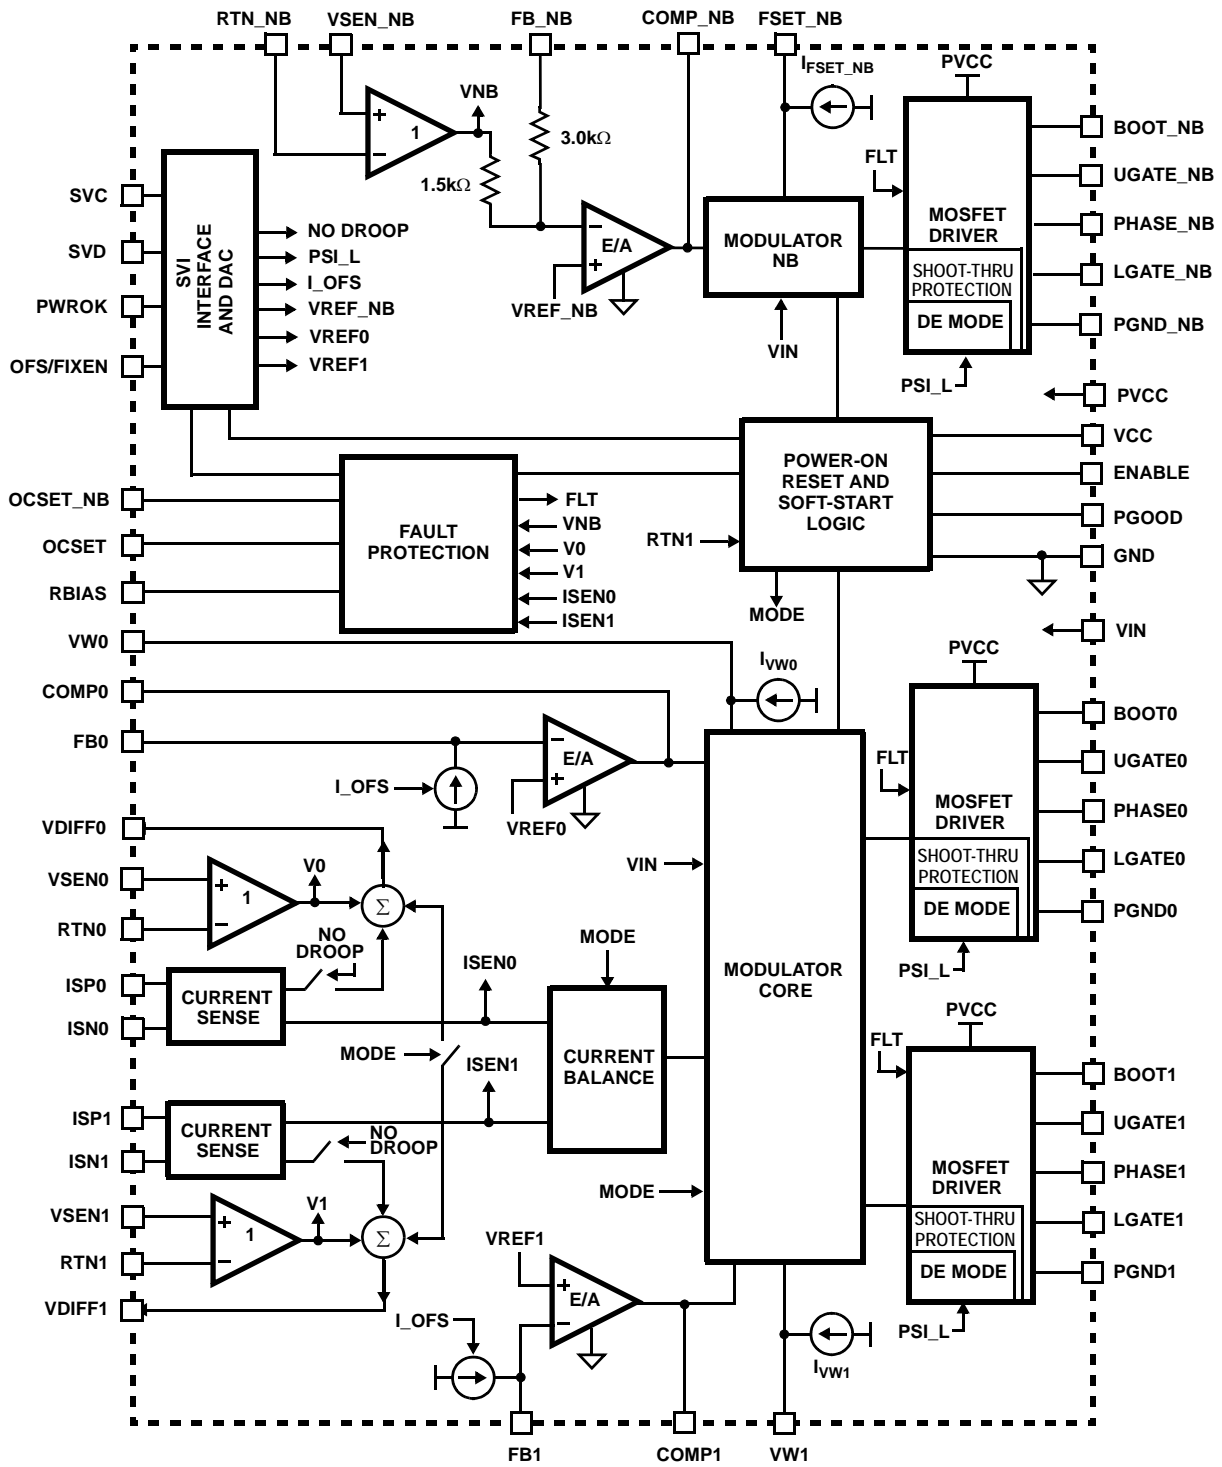 RTN_NB
VSEN_NB
FB_NB
COMP_NB
FSET_NB
IFSET_NB
PVCC
VNB
+
1
−
3.0kΩ
1.5kΩ
FLT
BOOT_NB
UGATE_NB
PHASE_NB
LGATE_NB
PGND_NB
MOSFET
DRIVER
SHOOT-THRU
PROTECTION
DE MODE
PSI_L
SVC
SVD
PWROK
OFS/FIXEN
SVI
INTERFACE
AND DAC
NO DROOP
PSI_L
I_OFS
VREF_NB
VREF0
VREF1
−
E/A
+
VREF_NB
MODULATOR
NB
VIN
PVCC
VCC
ENABLE
PGOOD
GND
VIN
POWER-ON
RESET AND
SOFT-START
LOGIC
RTN1
MODE
OCSET_NB
OCSET
RBIAS
FAULT
PROTECTION
FLT
VNB
V0
V1
ISEN0
ISEN1
VW0
COMP0
FB0
IVW0
−
E/A
+
VREF0
I_OFS
PVCC
FLT
MOSFET
DRIVER
SHOOT-THRU
PROTECTION
DE MODE
PSI_L
BOOT0
UGATE0
PHASE0
LGATE0
PGND0
VDIFF0
VSEN0
RTN0
+
1
−
V0
Σ
NO
DROOP
ISP0
ISN0
CURRENT
SENSE
ISEN0
MODE
VIN
MODULATOR
CORE
CURRENT
BALANCE
MODE
ISEN1
ISP1
ISN1
CURRENT
SENSE
NO
DROOP
MODE
PVCC
FLT
MOSFET
DRIVER
SHOOT-THRU
PROTECTION
DE MODE
PSI_L
BOOT1
UGATE1
PHASE1
LGATE1
PGND1
VSEN1
RTN1
VDIFF1
+
1
−
V1
Σ
VREF1
+
E/A
−
I_OFS
IVW1
FB1
COMP1
VW1